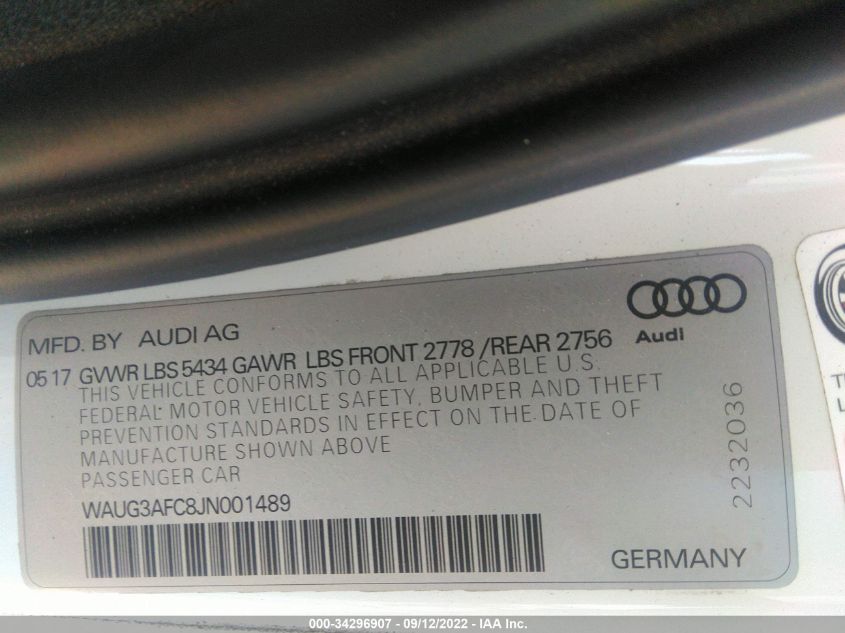 MFD. BY AUDI AG
Audi
05 17 GVWR LBS 5434 GAWR LBS FRONT 2778 /REAR 2756
THIS VEHICLE CONFORMS TO ALL APPLICABLE U.S.
FEDERAL MOTOR VEHICLE SAFETY, BUMPER AND THEFT
PREVENTION STANDARDS IN EFFECT ON THE DATE OF
MANUFACTURE SHOWN ABOVE
PASSENGER CAR
WAUG3AFC8JN001489
2232036
GERMANY
000-34296907 - 09/12/2022 - IAA Inc.